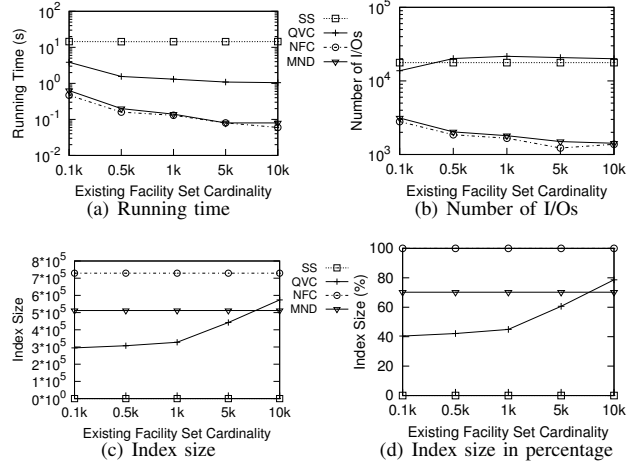 SS
QVC
NFC
MND
Running Time (s)
10^3
10^2
10^1
10^0
10^-1
10^-2
0.1k 0.5k 1k 5k 10k
Existing Facility Set Cardinality
(a) Running time
Number of I/Os
10^5
10^4
10^3
0.1k 0.5k 1k 5k 10k
Existing Facility Set Cardinality
(b) Number of I/Os
Index Size
8*10^5
7*10^5
6*10^5
5*10^5
4*10^5
3*10^5
2*10^5
1*10^5
0*10^0
0.1k 0.5k 1k 5k 10k
Existing Facility Set Cardinality
(c) Index size
SS
QVC
NFC
MND
Index Size (%)
100
80
60
40
20
0
0.1k 0.5k 1k 5k 10k
Existing Facility Set Cardinality
(d) Index size in percentage